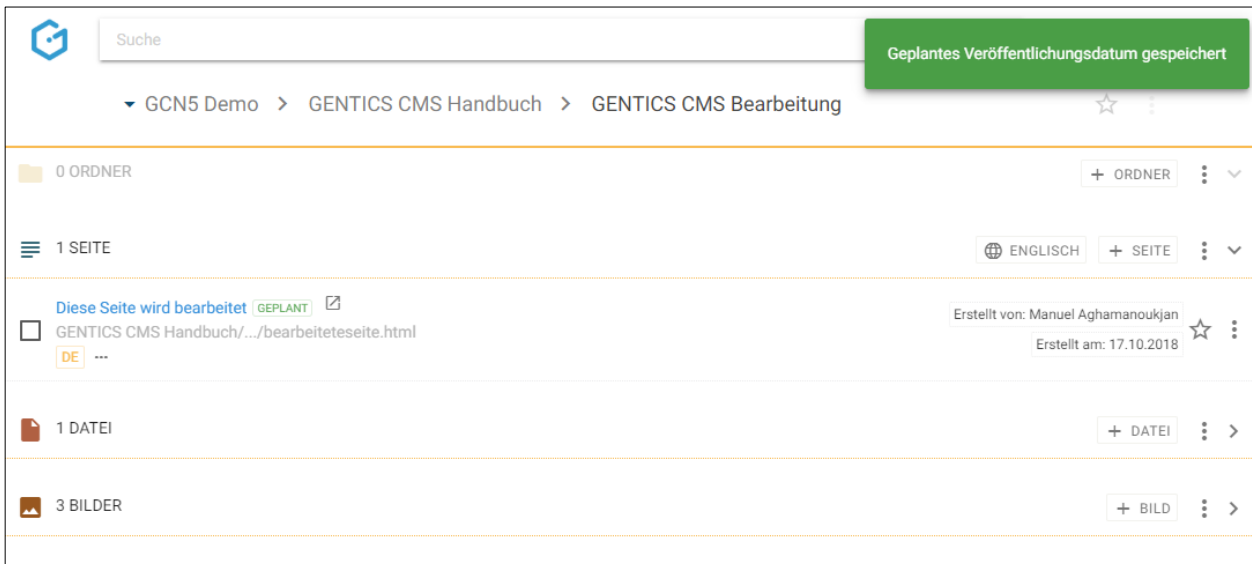 Suche
Geplantes Veröffentlichungsdatum gespeichert
GCN5 Demo > GENTICS CMS Handbuch > GENTICS CMS Bearbeitung
0 ORDNER
+ ORDNER
1 SEITE
ENGLISCH
+ SEITE
Diese Seite wird bearbeitet GEPLANT
GENTICS CMS Handbuch/.../bearbeiteteseite.html
DE ---
Erstellt von: Manuel Aghamanoukjan
Erstellt am: 17.10.2018
1 DATEI
+ DATEI
3 BILDER
+ BILD